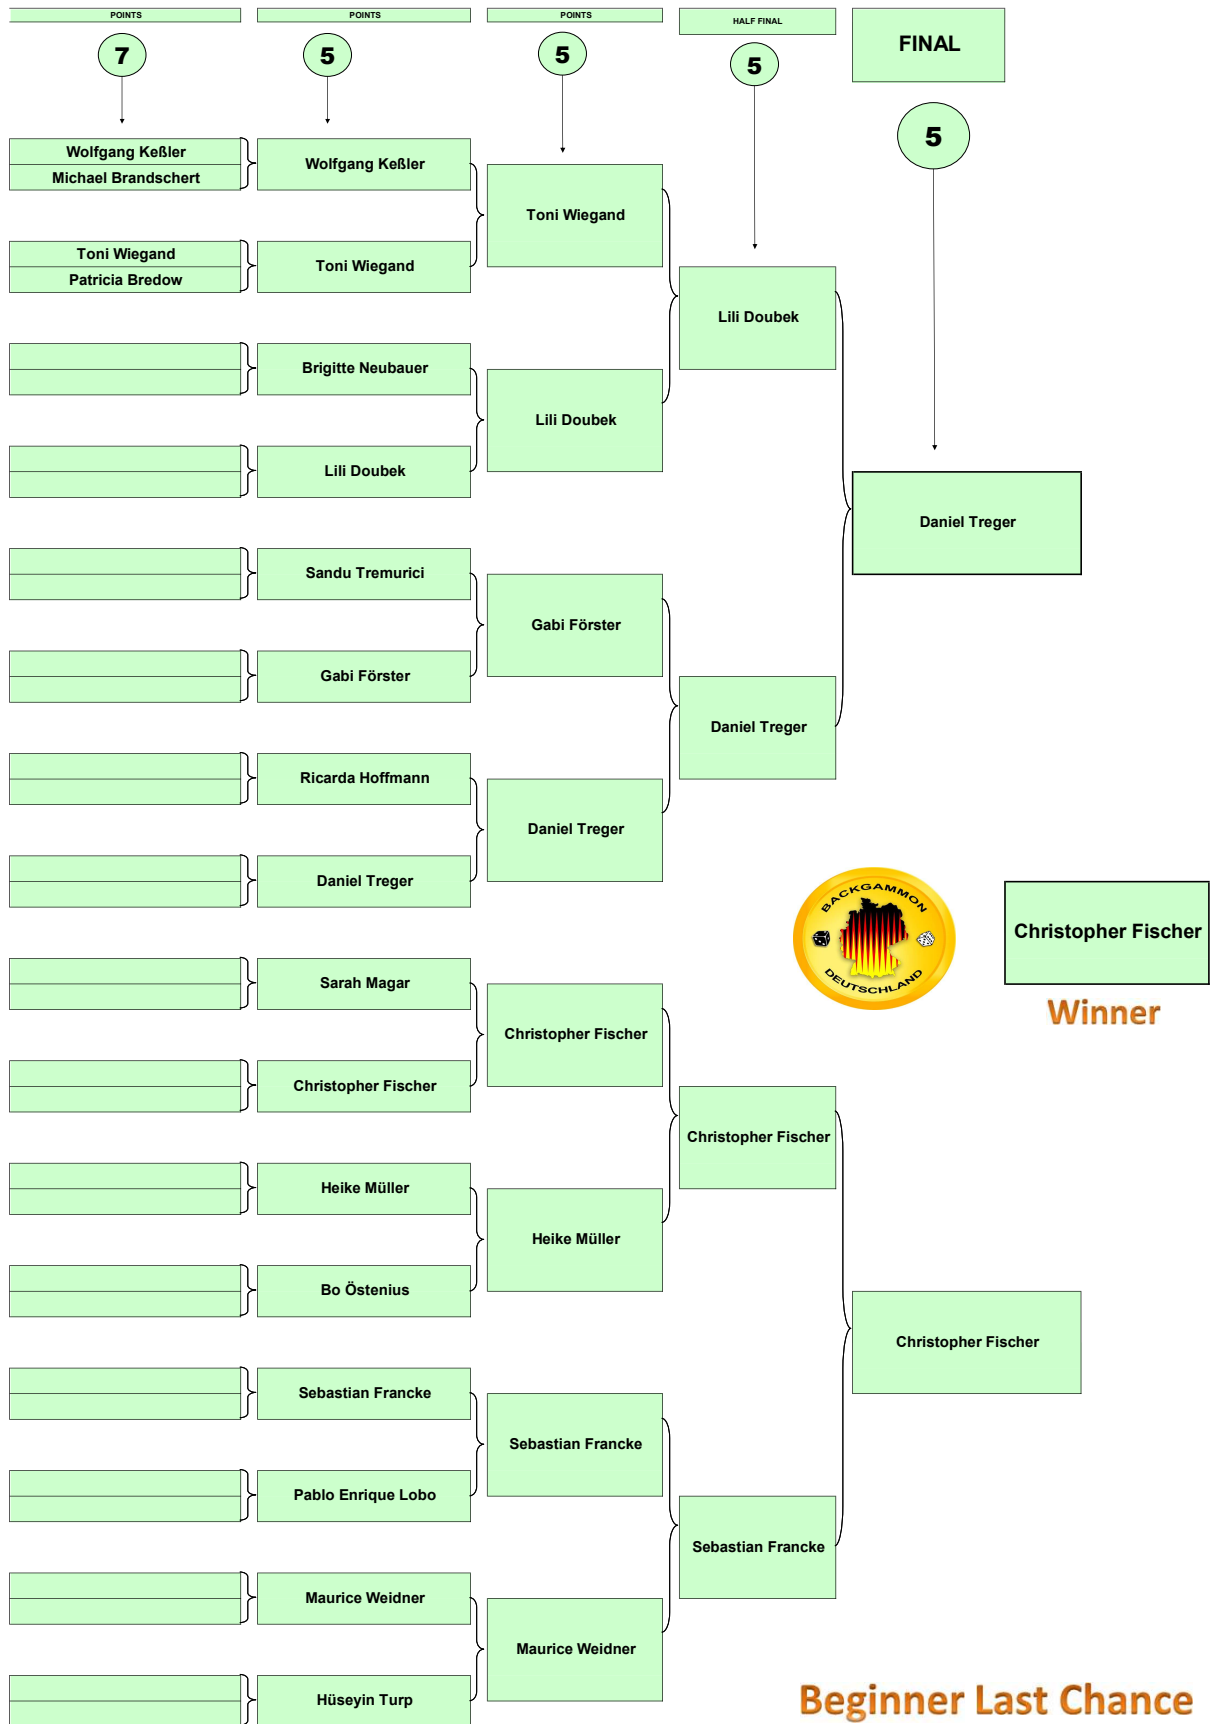 POINTS
POINTS
POINTS
HALF FINAL
FINAL
7
5
5
5
5
Wolfgang Keßler
Michael Brandschert
Toni Wiegand
Patricia Bredow
Wolfgang Keßler
Toni Wiegand
Brigitte Neubauer
Lili Doubek
Sandu Tremurici
Gabi Förster
Ricarda Hoffmann
Daniel Treger
Sarah Magar
Christopher Fischer
Heike Müller
Bo Östenius
Sebastian Francke
Pablo Enrique Lobo
Maurice Weidner
Hüseyin Turp
Toni Wiegand
Lili Doubek
Gabi Förster
Daniel Treger
Christopher Fischer
Heike Müller
Sebastian Francke
Maurice Weidner
Lili Doubek
Daniel Treger
Christopher Fischer
Sebastian Francke
Daniel Treger
Christopher Fischer
BACKGAMMON
DEUTSCHLAND
Christopher Fischer
Winner
Beginner Last Chance